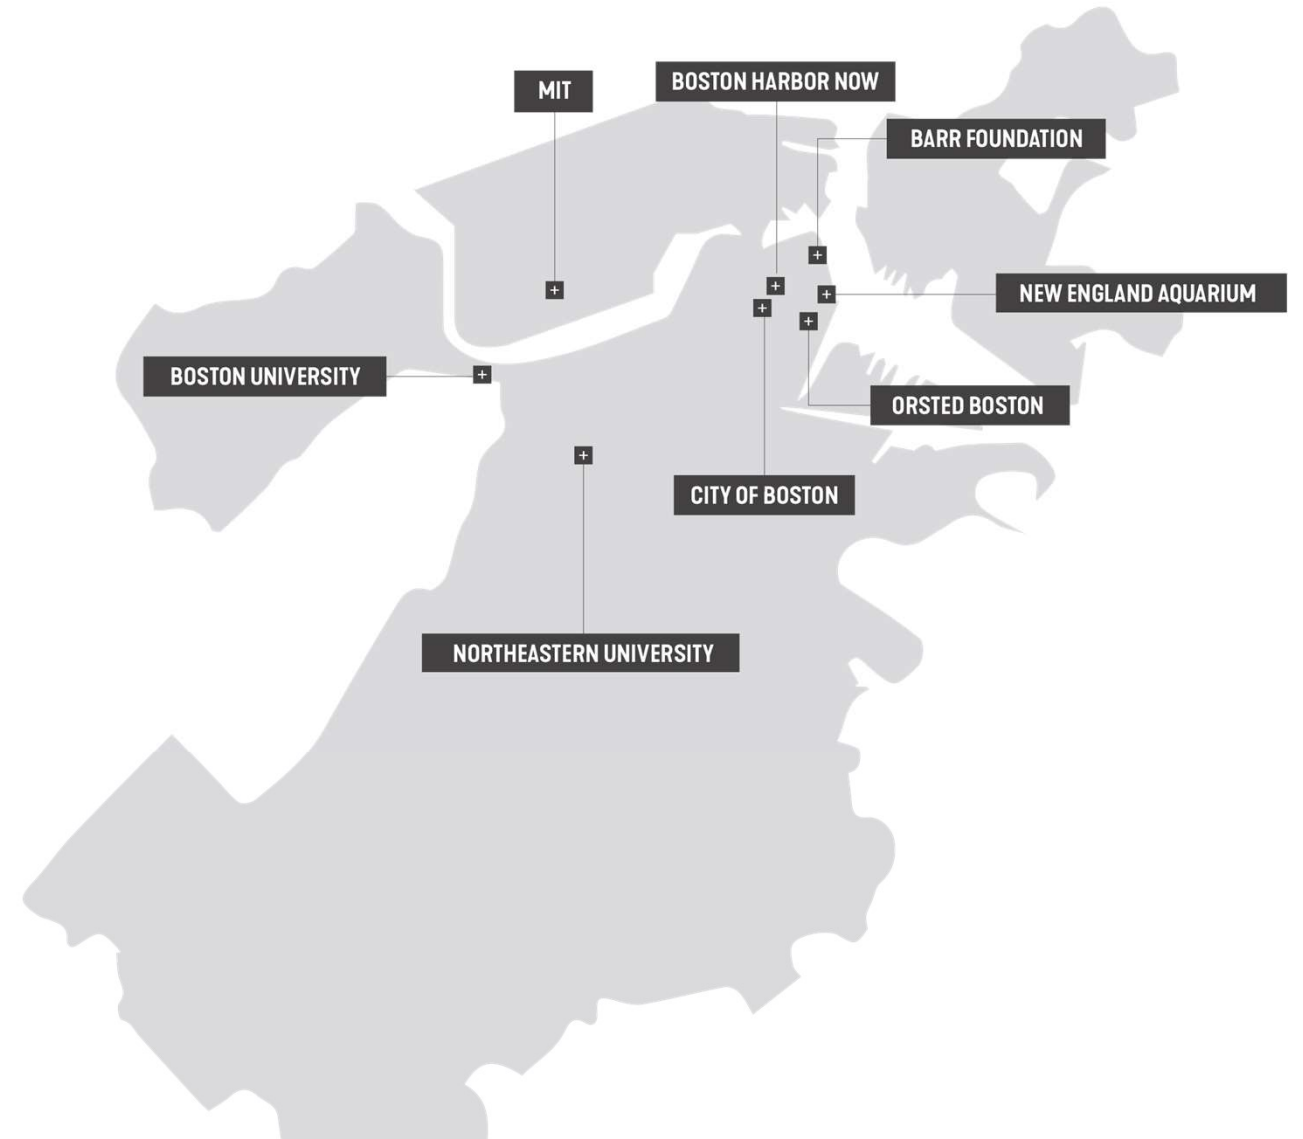 BOSTON HARBOR NOW
MIT
BARR FOUNDATION
NEW ENGLAND AQUARIUM
BOSTON UNIVERSITY
ORSTED BOSTON
CITY OF BOSTON
NORTHEASTERN UNIVERSITY